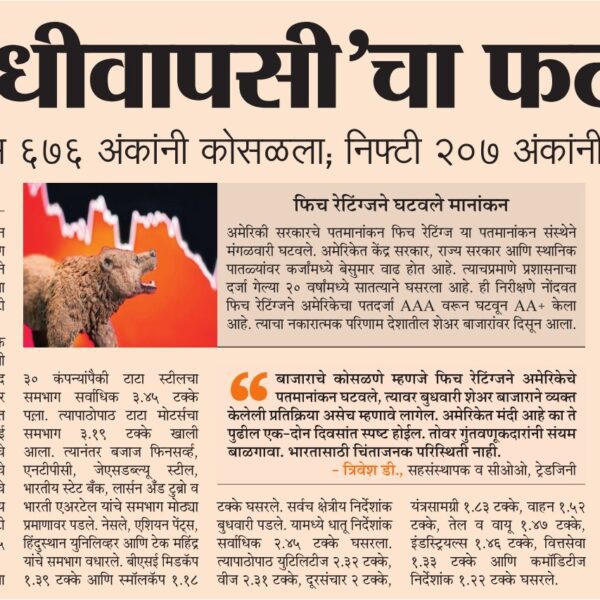 धीवापसी’चा
६७६ अंकांनी कोसळला; निफ्टी २०७ अंकांनी
फिच रेटिंग्जने घटवले मानांकन
अमेरिकी सरकारचे पतमानांकन फिच रेटिंग्ज या पतमानांकन संस्थेने
मंगळवारी घटवले. अमेरिकेत केंद्र सरकार, राज्य सरकार आणि स्थानिक
पातळ्यांवर कर्जांमध्ये बेसुमार वाढ होत आहे. त्याचप्रमाणे प्रशासनाचा
दर्जा गेल्या २० वर्षांमध्ये सातत्याने घसरला आहे. ही निरीक्षणे नोंदवत
फिच रेटिंग्जने अमेरिकेचा पतदर्जा AAA वरून घटवून AA+ केला
आहे. त्याचा नकारात्मक परिणाम देशातील शेअर बाजारांवर दिसून आला.
३० कंपन्यांपैकी टाटा स्टीलचा
समभाग सर्वाधिक ३.४५ टक्के
पडला. त्यापाठोपाठ टाटा मोटर्सचा
समभाग ३.१९ टक्के खाली
आला. त्यानंतर बजाज फिनसर्व्ह,
एनटीपीसी, जेएसडब्ल्यू स्टील,
भारतीय स्टेट बँक, लार्सन अँड टुब्रो व
भारती एअरटेल यांचे समभाग मोठ्या
प्रमाणावर पडले. नेसले, एशियन पेंट्स,
हिंदुस्थान युनिलिव्हर आणि टेक महिंद्र
यांचे समभाग वधारले. बीएसई मिडकॅप
१.३९ टक्के आणि स्मॉलकॅप १.१८
“ बाजाराचे कोसळणे म्हणजे फिच रेटिंग्जने अमेरिकेचे
पतमानांकन घटवले, त्यावर बुधवारी शेअर बाजाराने व्यक्त
केलेली प्रतिक्रिया असेच म्हणावे लागेल. अमेरिकेत मंदी आहे का ते
पुढील एक-दोन दिवसांत स्पष्ट होईल. तोवर गुंतवणूकदारांनी संयम
बाळगावा. भारतासाठी चिंताजनक परिस्थिती नाही.
- त्रिवेश डी., सहसंस्थापक व सीओओ, ट्रेडजिनी
टक्के घसरले. सर्वच क्षेत्रीय निर्देशांक
बुधवारी पडले. यामध्ये धातू निर्देशांक
सर्वाधिक २.४५ टक्के घसरला.
त्यापाठोपाठ युटिलिटीज २.३२ टक्के,
वीज २.३१ टक्के, दूरसंचार २ टक्के,
यंत्रसामग्री १.८३ टक्के, वाहन १.५२
टक्के, तेल व वायू १.४७ टक्के,
इंडस्ट्रियल्स १.४६ टक्के, वित्तसेवा
१.३३ टक्के आणि कमॉडिटीज
निर्देशांक १.२२ टक्के घसरले.